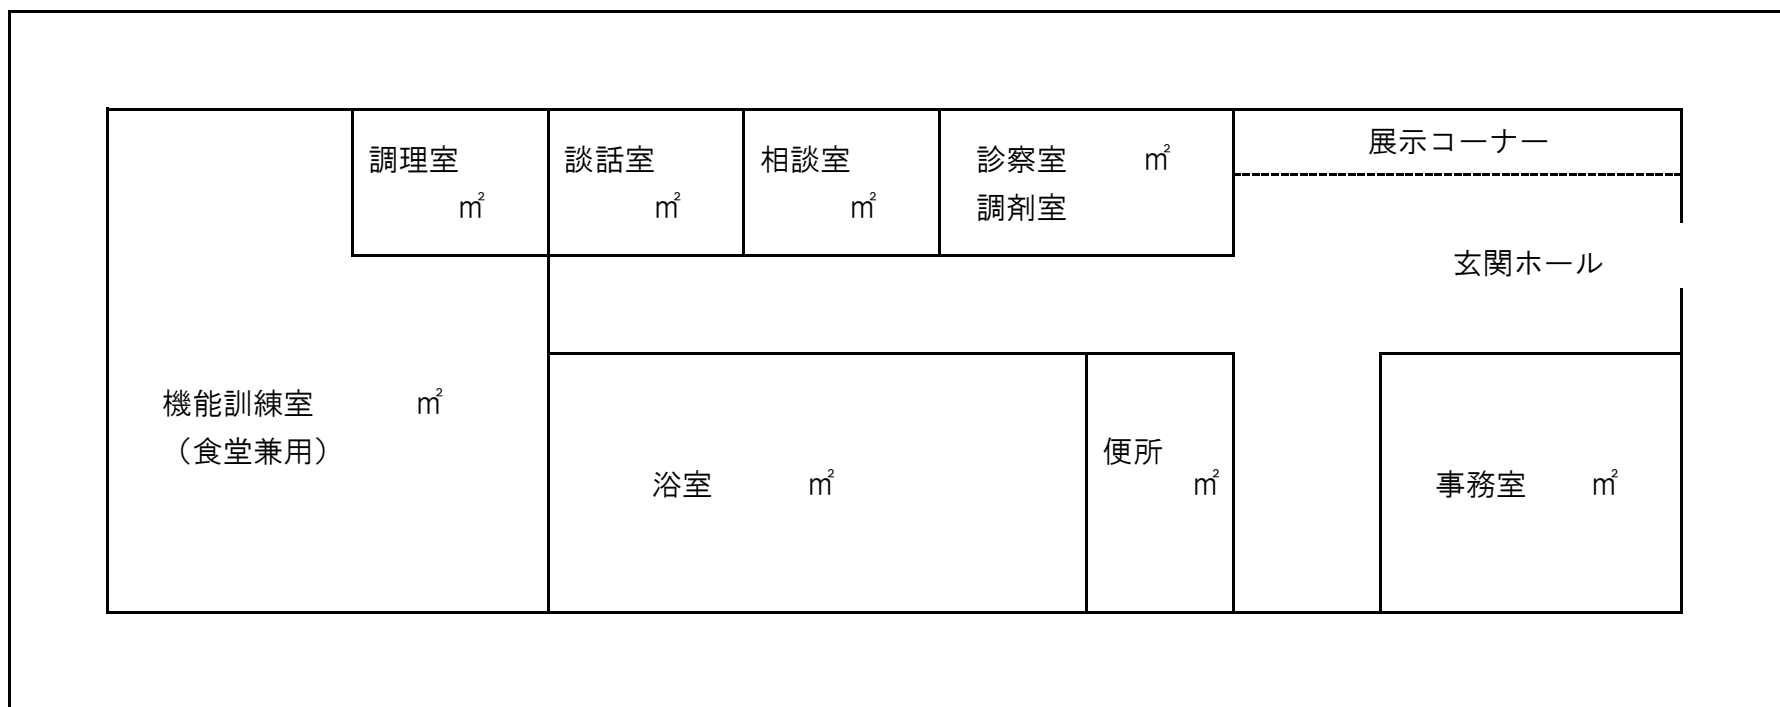 調理室
㎡
談話室
㎡
相談室
㎡
診察室 ㎡
調剤室
展示コーナー
玄関ホール
機能訓練室 ㎡
（食堂兼用）
浴室 ㎡
便所
㎡
事務室 ㎡